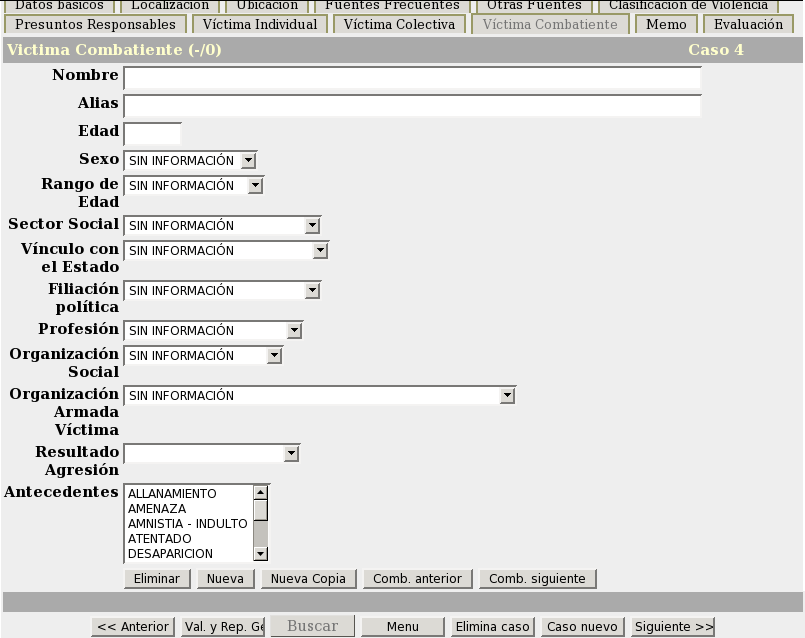 Datos básicos Localización Ubicación Fuentes Frecuentes Otras Fuentes Clasificación de Violencia
Presuntos Responsables Víctima Individual Víctima Colectiva Víctima Combatiente Memo Evaluación
Victima Combatiente (-/0) Caso 4
Nombre
Alias
Edad
Sexo SIN INFORMACIÓN
Rango de SIN INFORMACIÓN
Edad
Sector Social SIN INFORMACIÓN
Vínculo con SIN INFORMACIÓN
el Estado
Filiación SIN INFORMACIÓN
política
Profesión SIN INFORMACIÓN
Organización SIN INFORMACIÓN
Social
Organización SIN INFORMACIÓN
Armada
Víctima
Resultado
Agresión
Antecedentes ALLANAMIENTO
AMENAZA
AMNISTIA - INDULTO
ATENTADO
DESAPARICION
Eliminar Nueva Nueva Copia Comb. anterior Comb. siguiente
<< Anterior Val. y Rep. Ge Buscar Menu Elimina caso Caso nuevo Siguiente >>